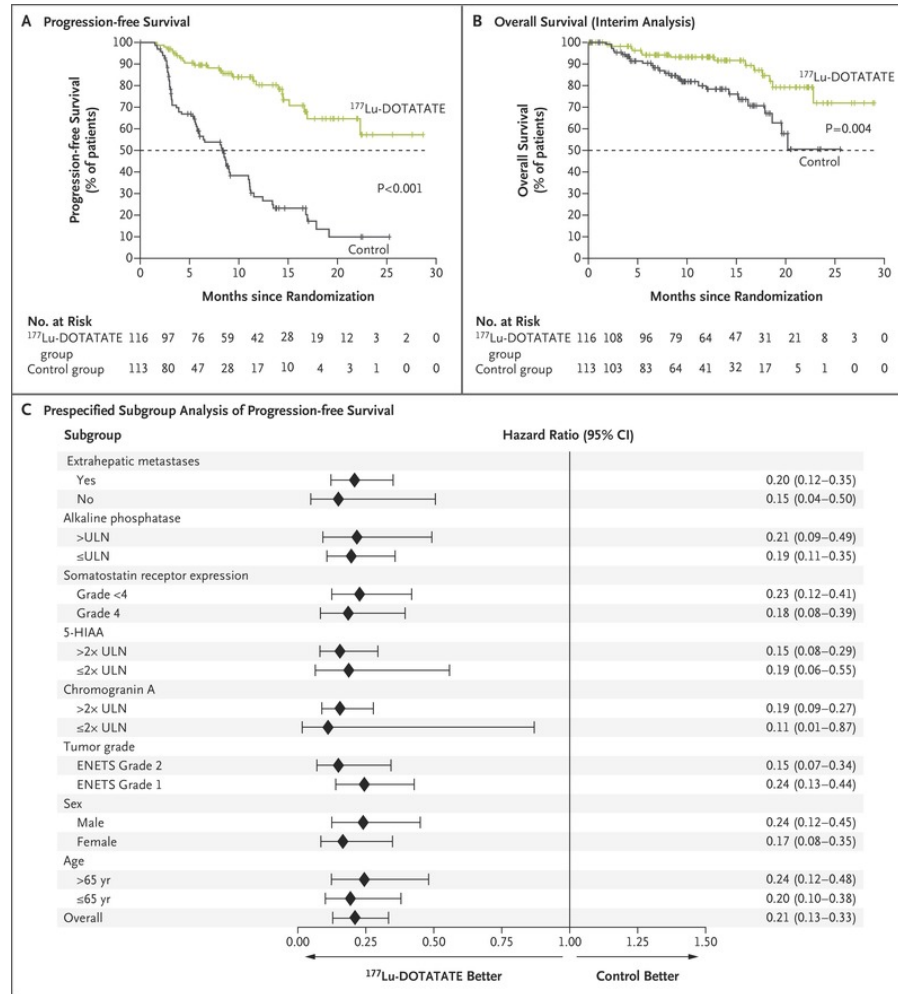 A Progression-free Survival
Progression-free Survival
(% of patients)
100
90
80
70
60
50
40
30
20
10
0
0 5 10 15 20 25 30
177Lu-DOTATATE
P<0.001
Control
Months since Randomization
No. at Risk
177Lu-DOTATATE group 116 97 76 59 42 28 19 12 3 2 0
Control group 113 80 47 28 17 10 4 3 1 0 0
B Overall Survival (Interim Analysis)
Overall Survival
(% of patients)
100
90
80
70
60
50
40
30
20
10
0
0 5 10 15 20 25 30
177Lu-DOTATATE
P=0.004
Control
Months since Randomization
No. at Risk
177Lu-DOTATATE group 116 108 96 79 64 47 31 21 8 3 0
Control group 113 103 83 64 41 32 17 5 1 0 0
C Prespecified Subgroup Analysis of Progression-free Survival
Subgroup Hazard Ratio (95% CI)
Extrahepatic metastases
Yes 0.20 (0.12–0.35)
No 0.15 (0.04–0.50)
Alkaline phosphatase
>ULN 0.21 (0.09–0.49)
≤ULN 0.19 (0.11–0.35)
Somatostatin receptor expression
Grade <4 0.23 (0.12–0.41)
Grade 4 0.18 (0.08–0.39)
5-HIAA
>2× ULN 0.15 (0.08–0.29)
≤2× ULN 0.19 (0.06–0.55)
Chromogranin A
>2× ULN 0.19 (0.09–0.27)
≤2× ULN 0.11 (0.01–0.87)
Tumor grade
ENETS Grade 2 0.15 (0.07–0.34)
ENETS Grade 1 0.24 (0.13–0.44)
Sex
Male 0.24 (0.12–0.45)
Female 0.17 (0.08–0.35)
Age
>65 yr 0.24 (0.12–0.48)
≤65 yr 0.20 (0.10–0.38)
Overall 0.21 (0.13–0.33)
0.00 0.25 0.50 0.75 1.00 1.25 1.50
177Lu-DOTATATE Better Control Better